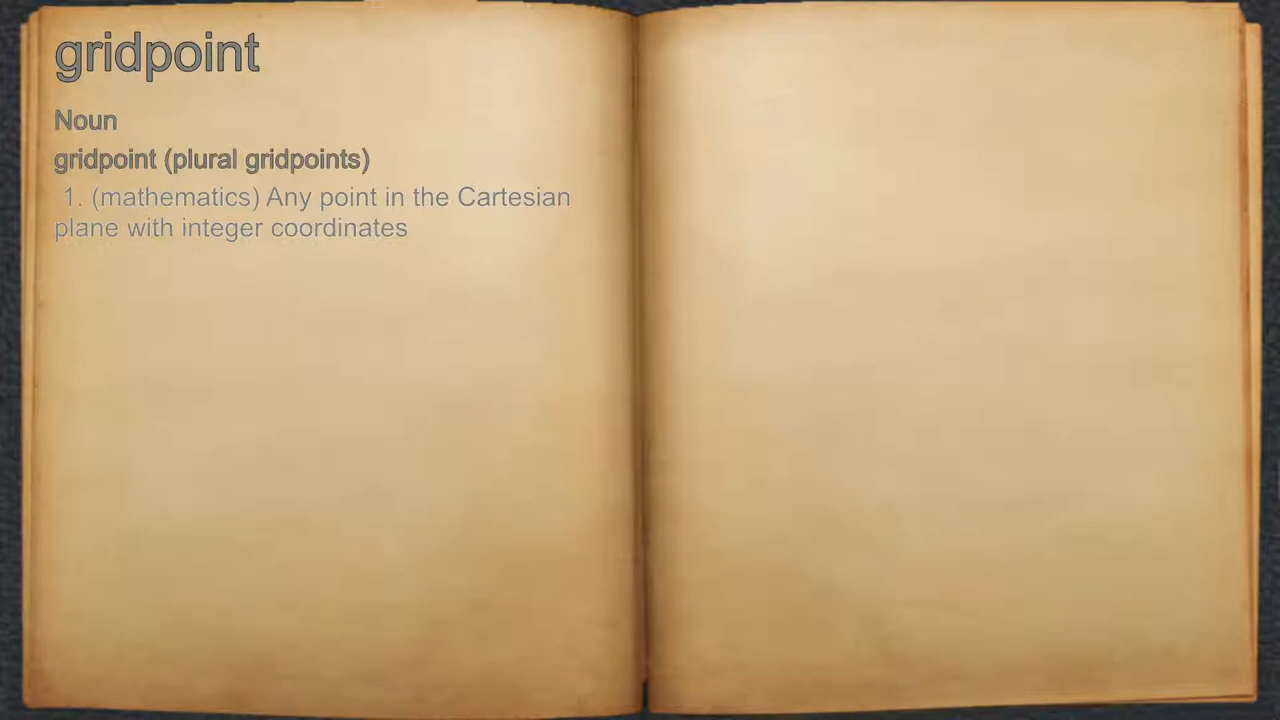 gridpoint
Noun
gridpoint (plural gridpoints)
1. (mathematics) Any point in the Cartesian
plane with integer coordinates